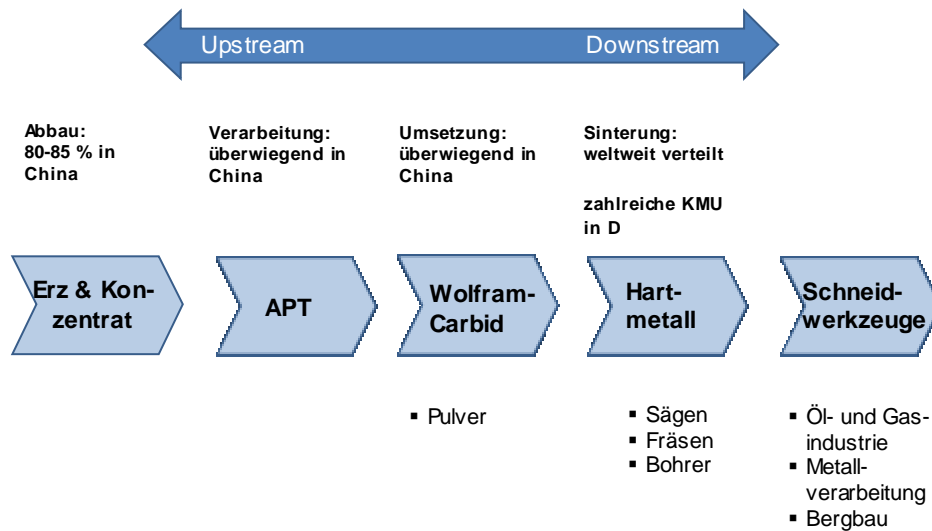 Upstream
Downstream
Abbau:
80-85 % in
China
Verarbeitung:
überwiegend in
China
Umsetzung:
überwiegend in
China
Sinterung:
weltweit verteilt
zahlreiche KMU
in D
Erz & Kon-
zentrat
APT
Wolfram-
Carbid
Hart-
metall
Schneid-
werkzeuge
▪ Pulver
▪ Sägen
▪ Fräsen
▪ Bohrer
▪ Öl- und Gas-
industrie
▪ Metall-
verarbeitung
▪ Bergbau